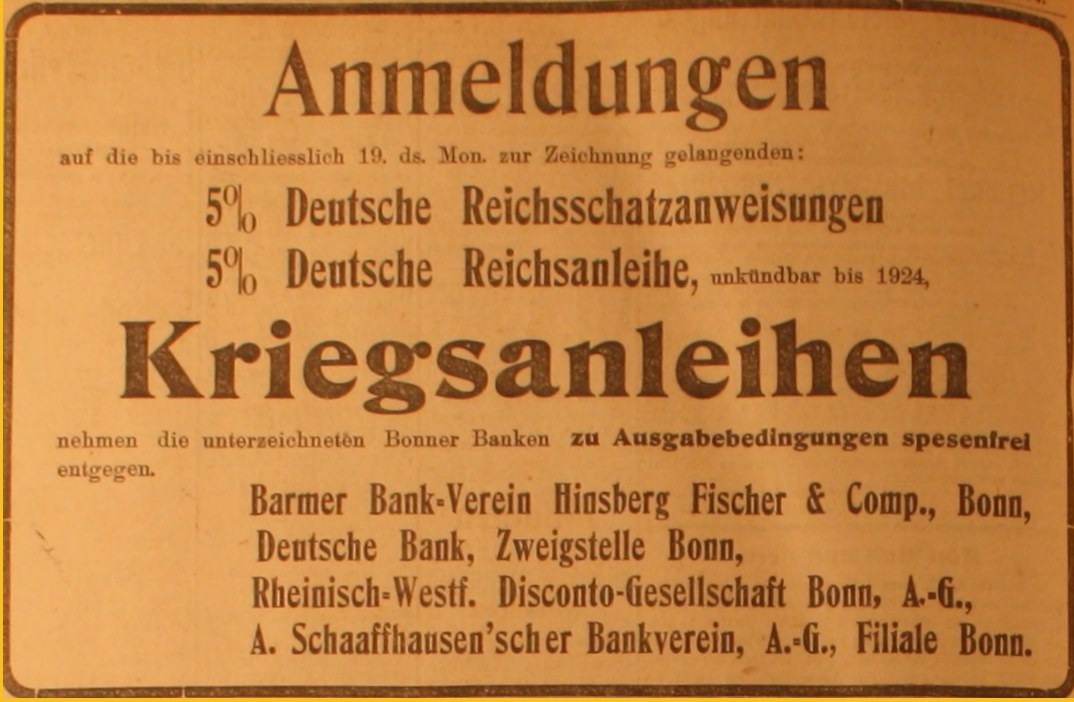 Anmeldungen
auf die bis einschliesslich 19. ds. Mon. zur Zeichnung gelangenden:
5% Deutsche Reichsschatzanweisungen
5% Deutsche Reichsanleihe, unkündbar bis 1924,
Kriegsanleihen
nehmen die unterzeichneten Bonner Banken zu Ausgabebedingungen spesenfrei
entgegen.
Barmer Bank-Verein Hinsberg Fischer & Comp., Bonn,
Deutsche Bank, Zweigstelle Bonn,
Rheinisch-Westf. Disconto-Gesellschaft Bonn, A.-G.,
A. Schaaffhausen'scher Bankverein, A.-G., Filiale Bonn.